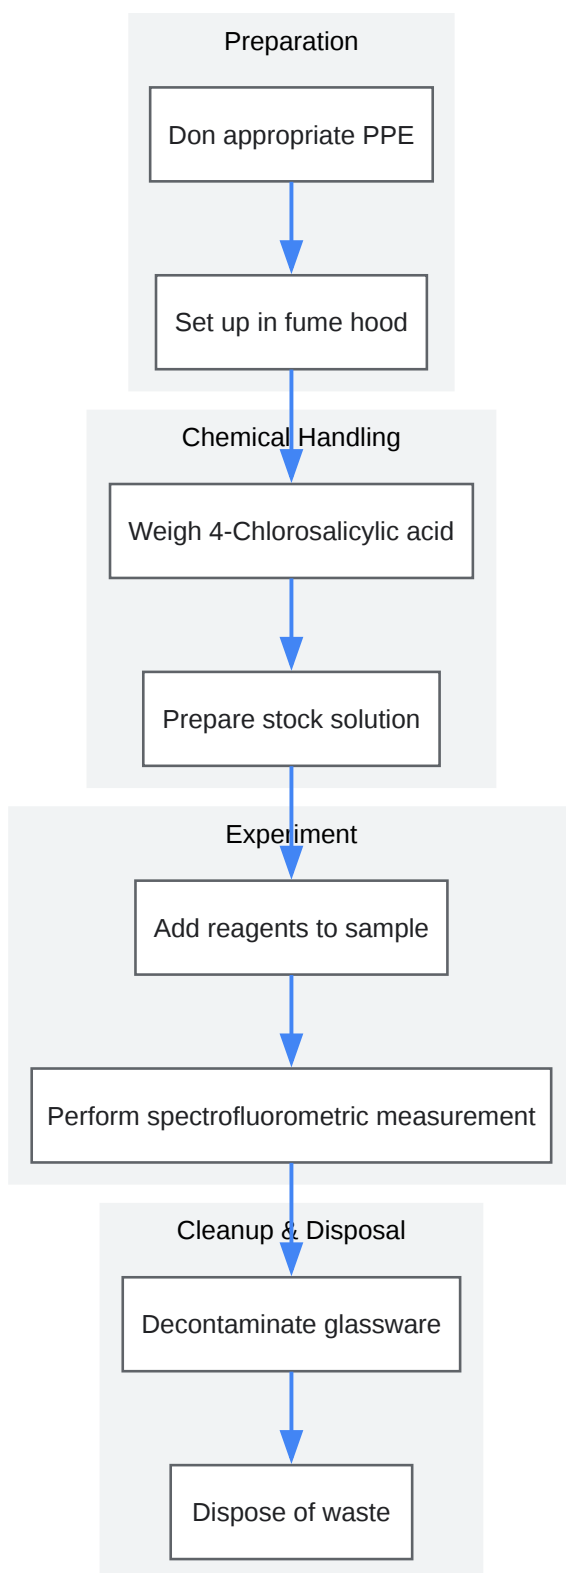 Preparation
Don appropriate PPE
Set up in fume hood
Chemical Handling
Weigh 4-Chlorosalicylic acid
Prepare stock solution
Experiment
Add reagents to sample
Perform spectrofluorometric measurement
Cleanup & Disposal
Decontaminate glassware
Dispose of waste